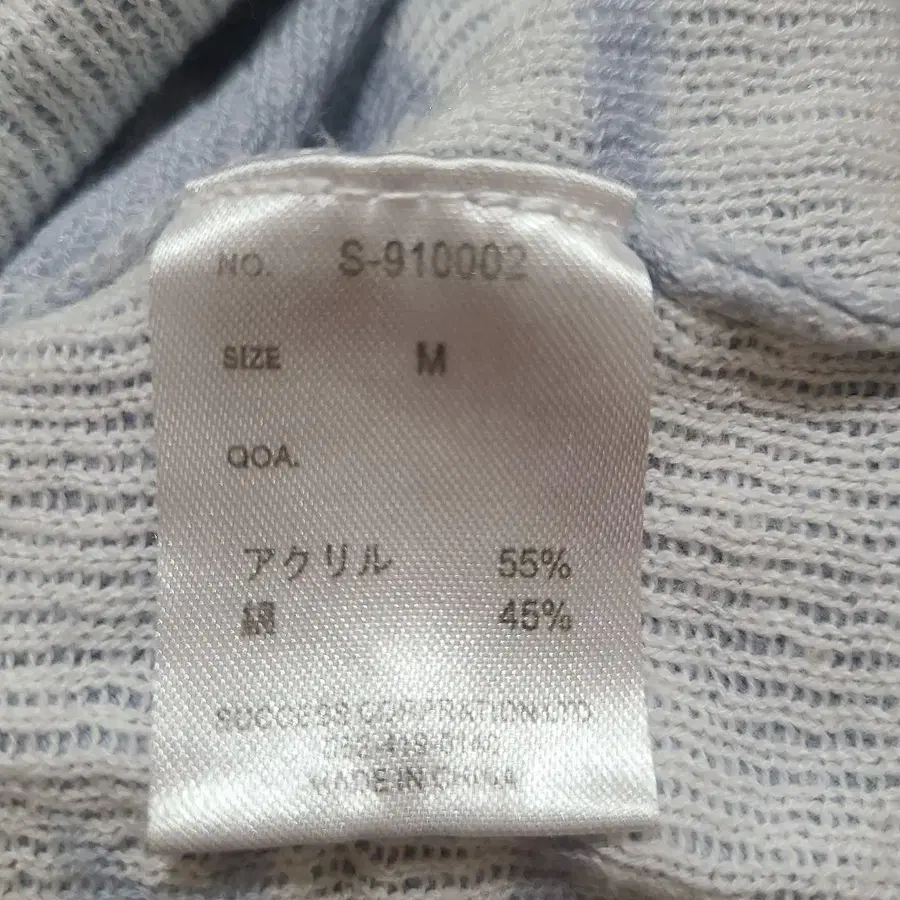 NO. S-910002
SIZE M
QOA.
アクリル 55%
綿 45%
SUCCESS CORPORATION LTD
MADE IN CHINA